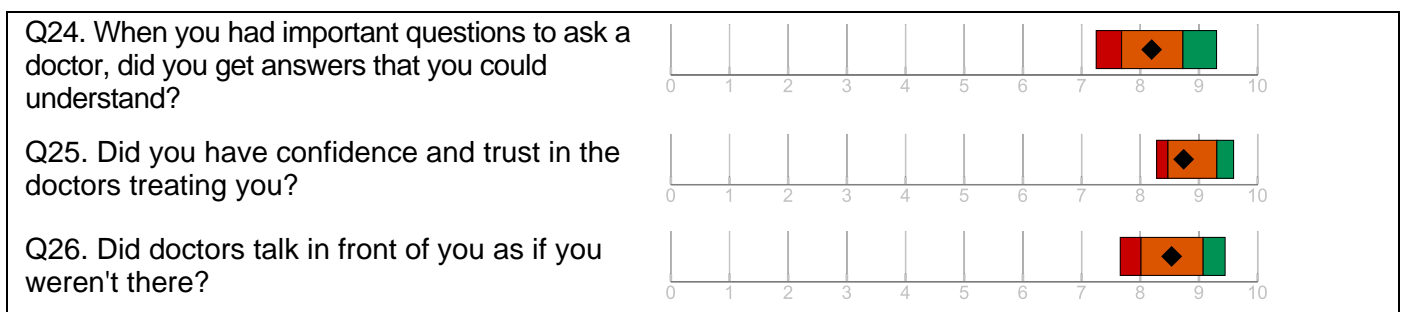 Q24. When you had important questions to ask a
doctor, did you get answers that you could
understand?
0 1 2 3 4 5 6 7 8 9 10
Q25. Did you have confidence and trust in the
doctors treating you?
0 1 2 3 4 5 6 7 8 9 10
Q26. Did doctors talk in front of you as if you
weren't there?
0 1 2 3 4 5 6 7 8 9 10